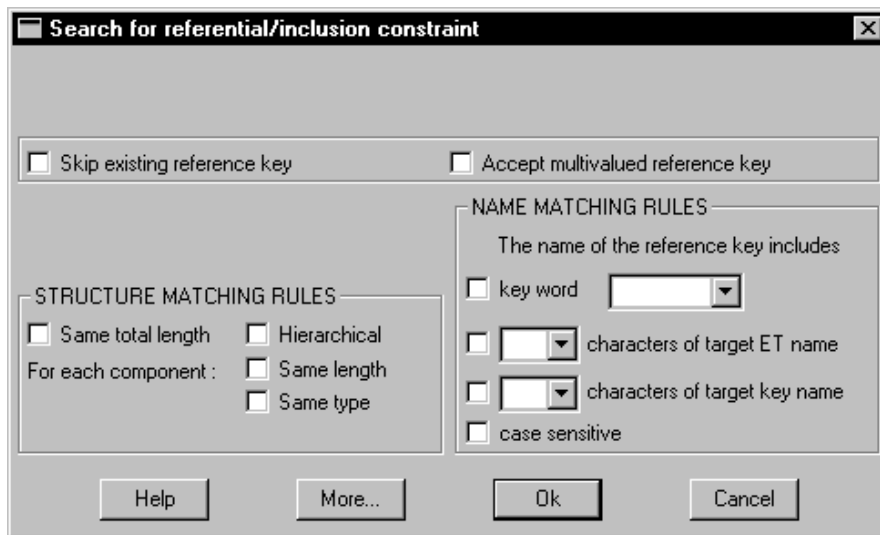 Search for referential/inclusion constraint
Skip existing reference key
Accept multivalued reference key
NAME MATCHING RULES
The name of the reference key includes
key word
characters of target ET name
characters of target key name
case sensitive
STRUCTURE MATCHING RULES
Same total length
Hierarchical
For each component :
Same length
Same type
Help
More...
Ok
Cancel